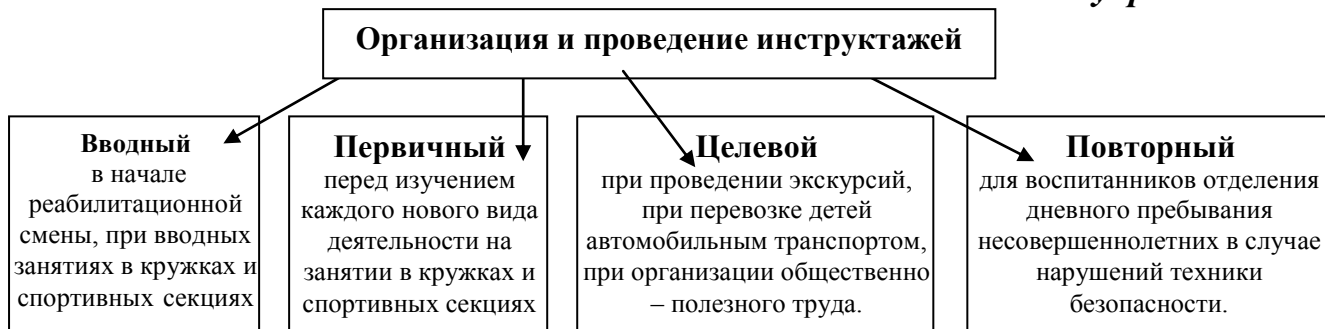 Организация и проведение инструктажей
Вводный
в начале
реабилитационной
смены, при вводных
занятиях в кружках и
спортивных секциях
Первичный
перед изучением
каждого нового вида
деятельности на
занятии в кружках и
спортивных секциях
Целевой
при проведении экскурсий,
при перевозке детей
автомобильным транспортом,
при организации общественно
– полезного труда.
Повторный
для воспитанников отделения
дневного пребывания
несовершеннолетних в случае
нарушений техники
безопасности.